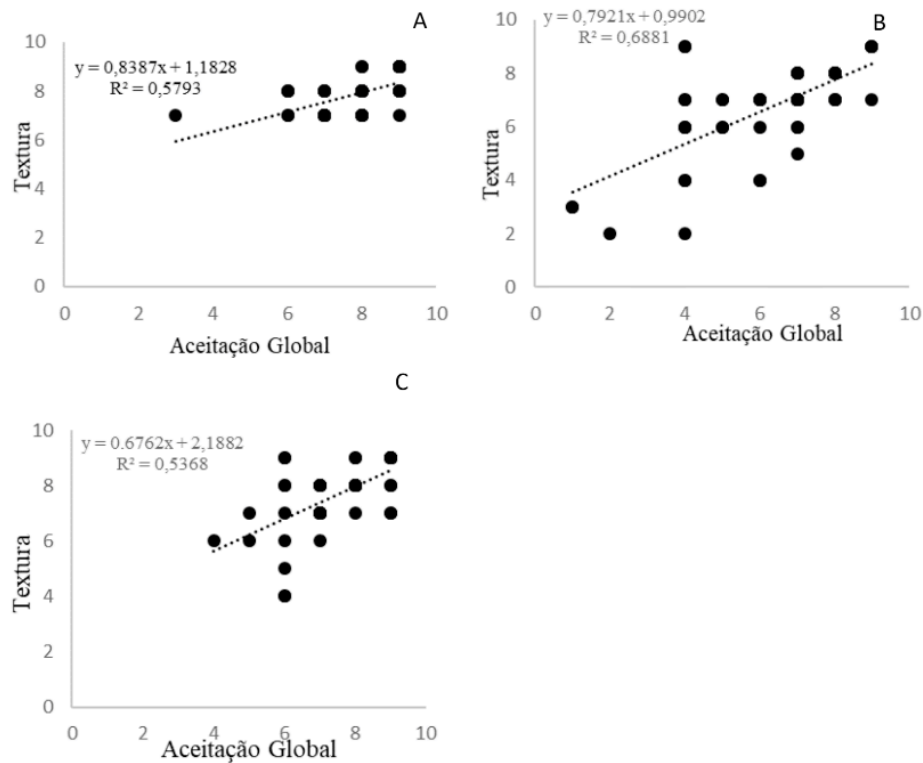 A
y = 0,8387x + 1,1828
R² = 0,5793
10
8
6
4
2
0
Textura
0 2 4 6 8 10
Aceitação Global
B
y = 0,7921x + 0,9902
R² = 0,6881
10
8
6
4
2
0
Textura
0 2 4 6 8 10
Aceitação Global
C
y = 0.6762x + 2,1882
R² = 0,5368
10
8
6
4
2
0
Textura
0 2 4 6 8 10
Aceitação Global